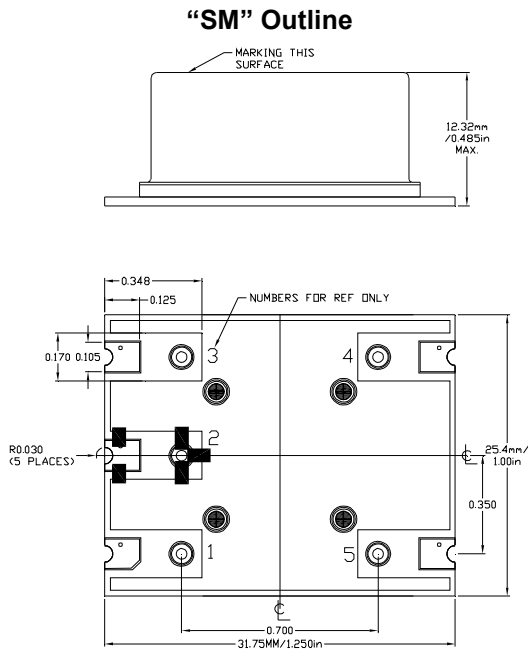 “SM” Outline
MARKING THIS
SURFACE
12.32mm
/0.485in
MAX.
0.348
0.125
NUMBERS FOR REF ONLY
0.170 0.105
3
4
2
R0.030
(5 PLACES)
25.4mm/
1.00in
0.350
1
5
0.700
31.75MM/1.250in